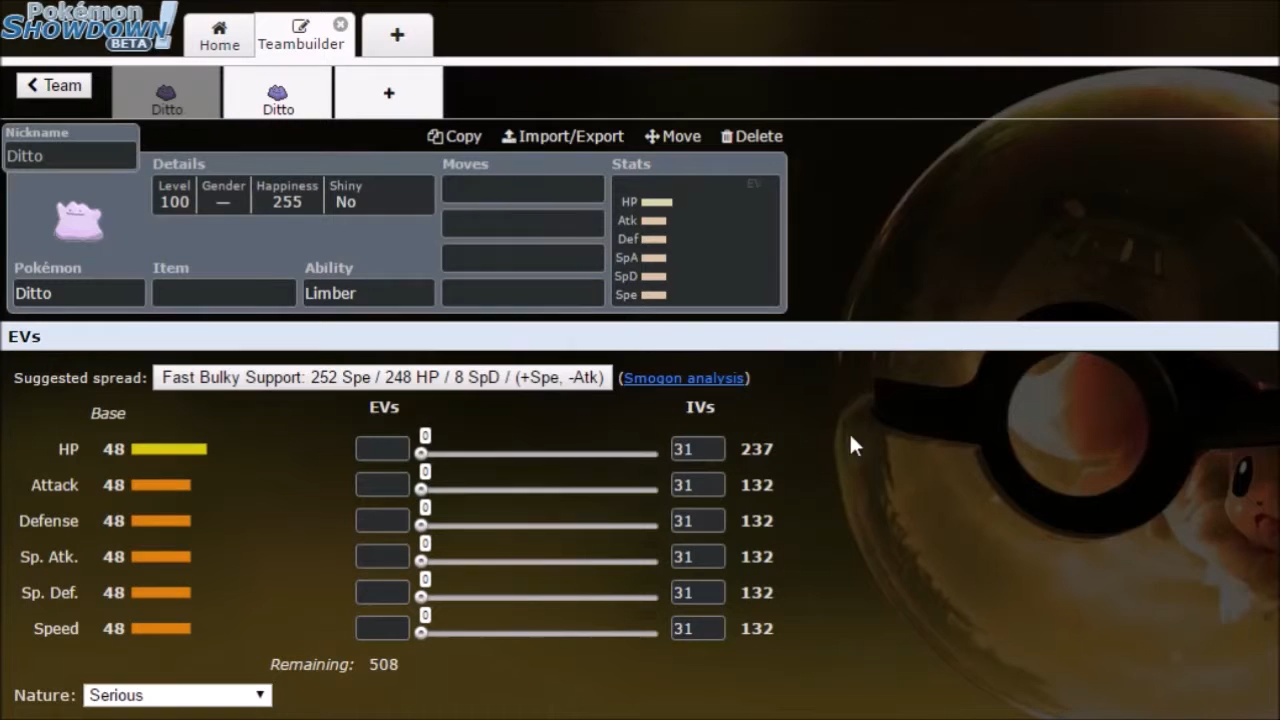 Pokémon
SHOWDOWN!
BETA
Home
Teambuilder
+
Team
Ditto
Ditto
+
Nickname
Ditto
Copy
Import/Export
Move
Delete
Details
Moves
Stats
Level
Gender
Happiness
Shiny
100
—
255
No
EV
HP
Atk
Def
SpA
SpD
Spe
Pokémon
Item
Ability
Ditto
Limber
EVs
Suggested spread: Fast Bulky Support: 252 Spe / 248 HP / 8 SpD / (+Spe, -Atk) (Smogon analysis)
Base EVs IVs
HP 48 0 31 237
Attack 48 0 31 132
Defense 48 0 31 132
Sp. Atk. 48 0 31 132
Sp. Def. 48 0 31 132
Speed 48 0 31 132
Remaining: 508
Nature: Serious